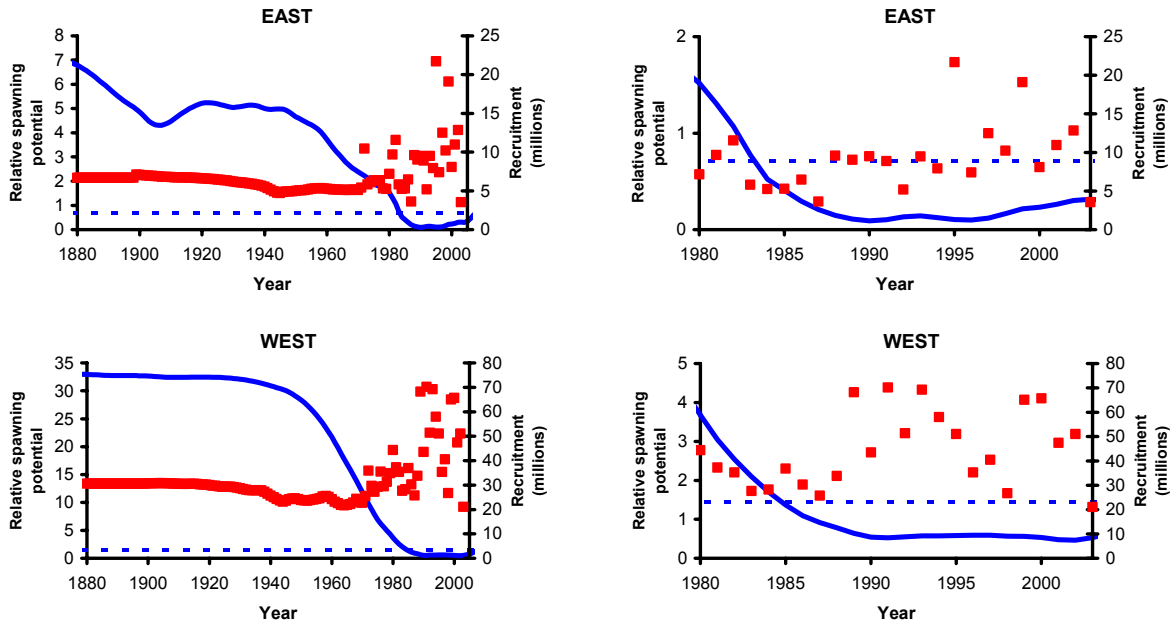 EAST
8
7
6
5
4
3
2
1
0
Relative spawning
potential
25
20
15
10
5
0
Recruitment
(millions)
1880 1900 1920 1940 1960 1980 2000
Year
EAST
2
1
0
Relative spawning
potential
25
20
15
10
5
0
Recruitment
(millions)
1980 1985 1990 1995 2000
Year
WEST
35
30
25
20
15
10
5
0
Relative spawning
potential
80
70
60
50
40
30
20
10
0
Recruitment
(millions)
1880 1900 1920 1940 1960 1980 2000
Year
WEST
5
4
3
2
1
0
Relative spawning
potential
80
70
60
50
40
30
20
10
0
Recruitment
(millions)
1980 1985 1990 1995 2000
Year